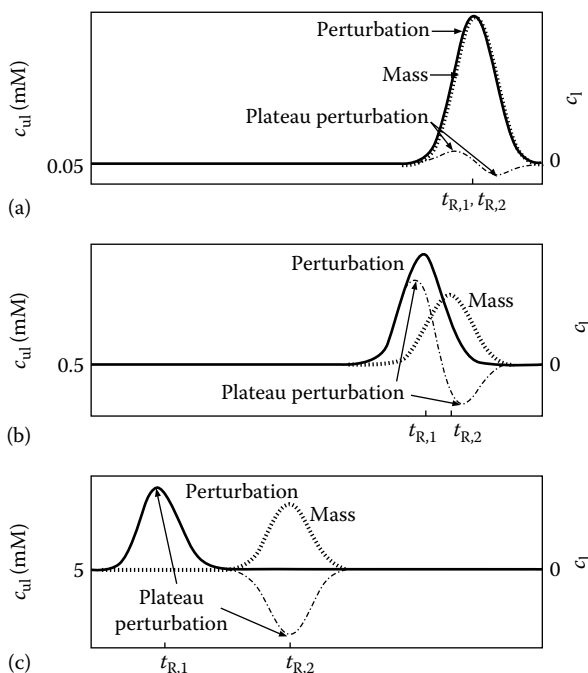 Perturbation
Mass
Plateau perturbation
c_ul (mM)
c_l
0.05
0
(a)
t_R,1, t_R,2
Perturbation
Mass
Plateau perturbation
c_ul (mM)
c_l
0.5
0
(b)
t_R,1
t_R,2
Perturbation
Mass
Plateau
perturbation
c_ul (mM)
c_l
5
0
(c)
t_R,1
t_R,2